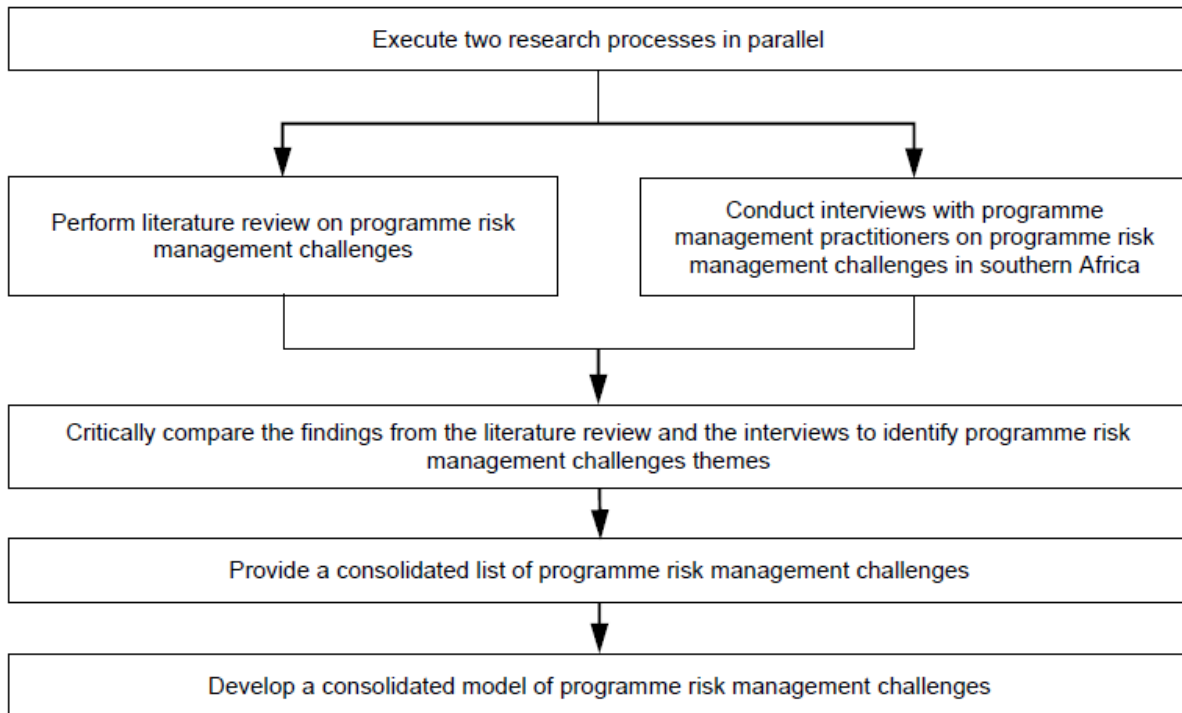 Execute two research processes in parallel
Perform literature review on programme risk
management challenges
Conduct interviews with programme
management practitioners on programme risk
management challenges in southern Africa
Critically compare the findings from the literature review and the interviews to identify programme risk
management challenges themes
Provide a consolidated list of programme risk management challenges
Develop a consolidated model of programme risk management challenges